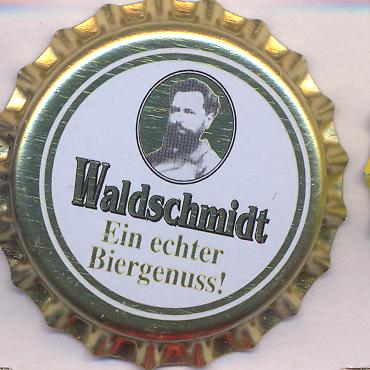 Waldschmidt
Ein echter
Biergenuss!